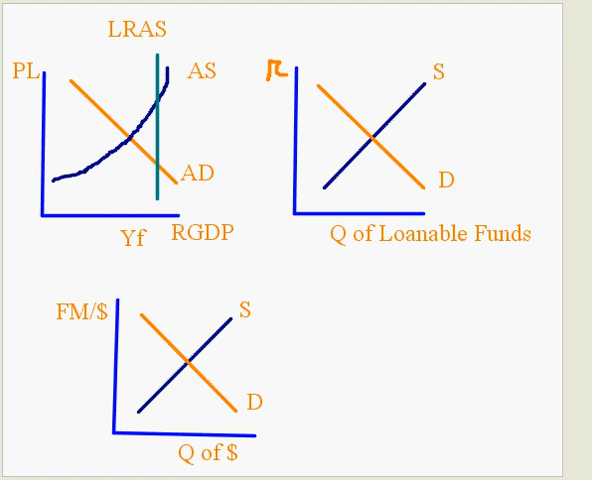 LRAS
PL
AS
AD
Yf
RGDP
r
S
D
Q of Loanable Funds
FM/$
S
D
Q of $